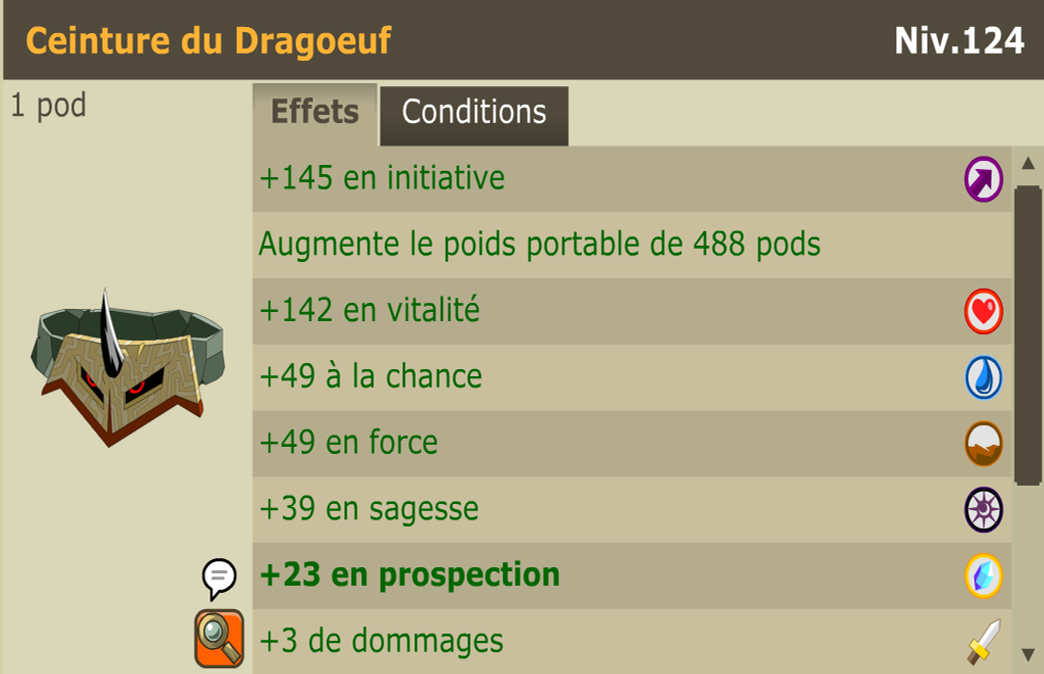 Ceinture du Dragoeuf
Niv.124
1 pod
Effets
Conditions
+145 en initiative
Augmente le poids portable de 488 pods
+142 en vitalité
+49 à la chance
+49 en force
+39 en sagesse
+23 en prospection
+3 de dommages